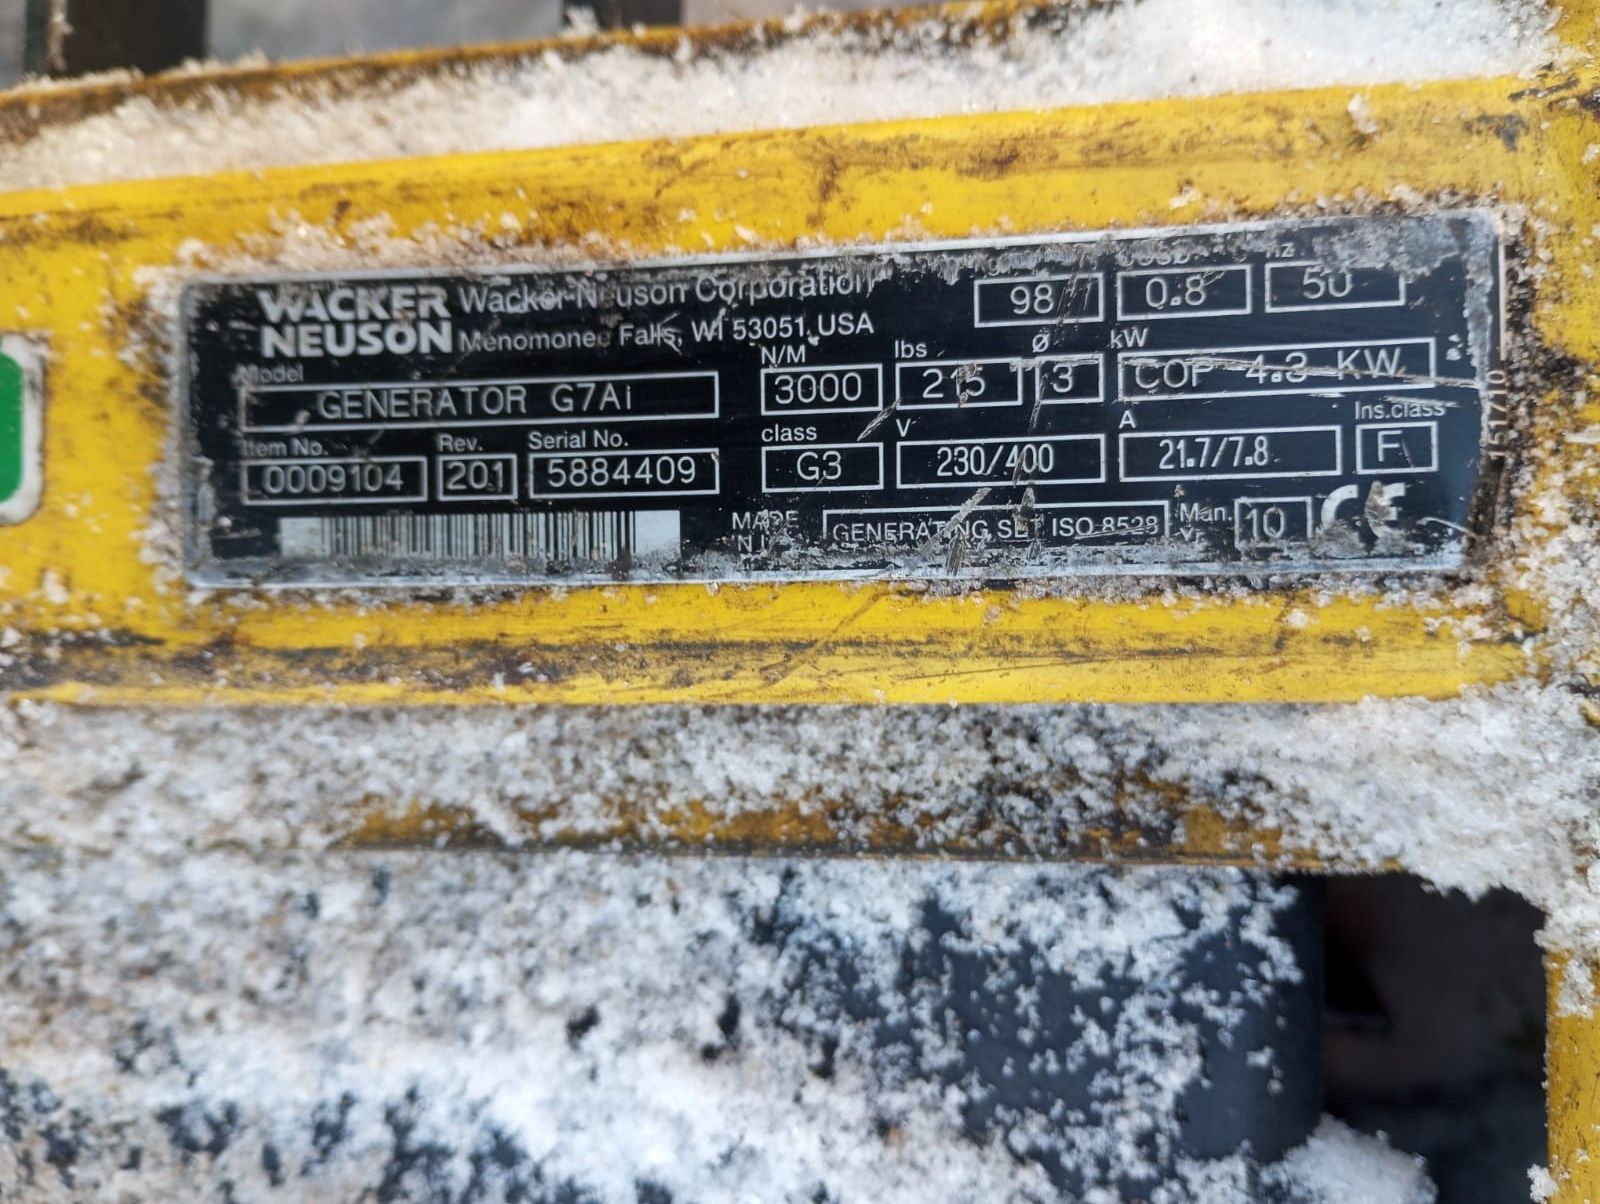 WACKER NEUSON
Wacker Neuson Corporation
Menomonee Falls, WI 53051 USA
98 0.8 50
Model N/M lbs Ø kW
GENERATOR G7Ai 3000 215 3 COP 4.3 KW
Item No. Rev. Serial No. class V A Ins.class
0009104 201 5884409 G3 230/400 21.7/7.8 F
MADE GENERATING SET ISO 8528 Man. 10 CE